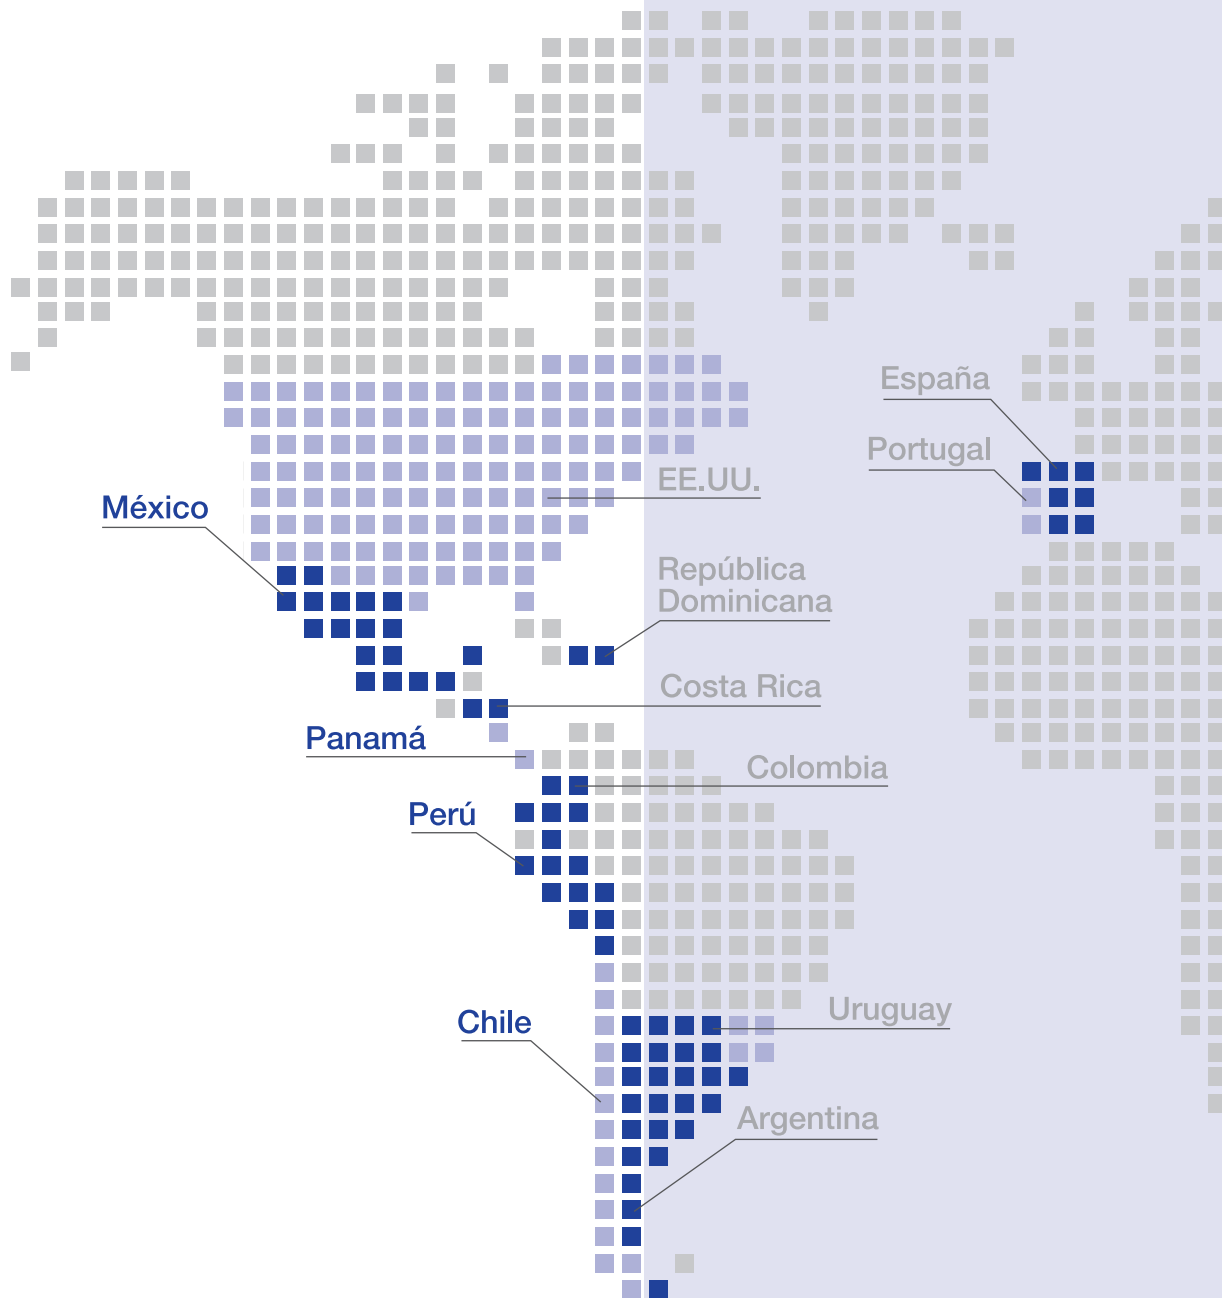 España
Portugal
EE.UU.
México
República
Dominicana
Costa Rica
Panamá
Colombia
Perú
Uruguay
Chile
Argentina